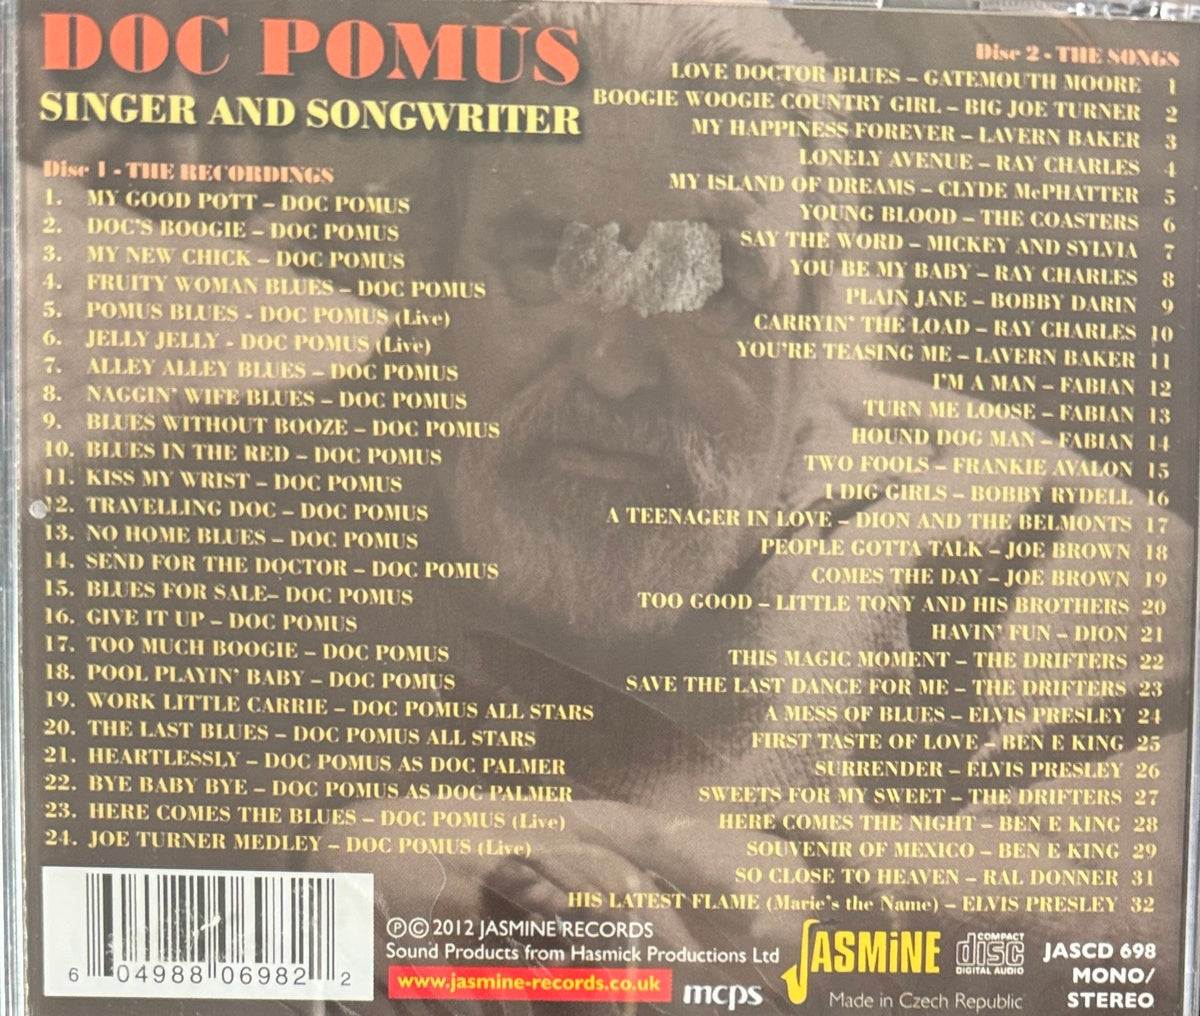 DOC POMUS
SINGER AND SONGWRITER
Disc 1 - THE RECORDINGS
1. MY GOOD POTT – DOC POMUS
2. DOC'S BOOGIE – DOC POMUS
3. MY NEW CHICK – DOC POMUS
4. FRUITY WOMAN BLUES – DOC POMUS
5. POMUS BLUES - DOC POMUS (Live)
6. JELLY JELLY - DOC POMUS (Live)
7. ALLEY ALLEY BLUES – DOC POMUS
8. NAGGIN' WIFE BLUES – DOC POMUS
9. BLUES WITHOUT BOOZE – DOC POMUS
10. BLUES IN THE RED – DOC POMUS
11. KISS MY WRIST – DOC POMUS
12. TRAVELLING DOC – DOC POMUS
13. NO HOME BLUES – DOC POMUS
14. SEND FOR THE DOCTOR – DOC POMUS
15. BLUES FOR SALE– DOC POMUS
16. GIVE IT UP – DOC POMUS
17. TOO MUCH BOOGIE – DOC POMUS
18. POOL PLAYIN' BABY – DOC POMUS
19. WORK LITTLE CARRIE – DOC POMUS ALL STARS
20. THE LAST BLUES – DOC POMUS ALL STARS
21. HEARTLESSLY – DOC POMUS AS DOC PALMER
22. BYE BABY BYE – DOC POMUS AS DOC PALMER
23. HERE COMES THE BLUES – DOC POMUS (Live)
24. JOE TURNER MEDLEY – DOC POMUS (Live)
Disc 2 - THE SONGS
LOVE DOCTOR BLUES – GATEMOUTH MOORE 1
BOOGIE WOOGIE COUNTRY GIRL – BIG JOE TURNER 2
MY HAPPINESS FOREVER – LAVERN BAKER 3
LONELY AVENUE – RAY CHARLES 4
MY ISLAND OF DREAMS – CLYDE McPHATTER 5
YOUNG BLOOD – THE COASTERS 6
SAY THE WORD – MICKEY AND SYLVIA 7
YOU BE MY BABY – RAY CHARLES 8
PLAIN JANE – BOBBY DARIN 9
CARRYIN' THE LOAD – RAY CHARLES 10
YOU'RE TEASING ME – LAVERN BAKER 11
I'M A MAN – FABIAN 12
TURN ME LOOSE – FABIAN 13
HOUND DOG MAN – FABIAN 14
TWO FOOLS – FRANKIE AVALON 15
I DIG GIRLS – BOBBY RYDELL 16
A TEENAGER IN LOVE – DION AND THE BELMONTS 17
PEOPLE GOTTA TALK – JOE BROWN 18
COMES THE DAY – JOE BROWN 19
TOO GOOD – LITTLE TONY AND HIS BROTHERS 20
HAVIN' FUN – DION 21
THIS MAGIC MOMENT – THE DRIFTERS 22
SAVE THE LAST DANCE FOR ME – THE DRIFTERS 23
A MESS OF BLUES – ELVIS PRESLEY 24
FIRST TASTE OF LOVE – BEN E KING 25
SURRENDER – ELVIS PRESLEY 26
SWEETS FOR MY SWEET – THE DRIFTERS 27
HERE COMES THE NIGHT – BEN E KING 28
SOUVENIR OF MEXICO – BEN E KING 29
SO CLOSE TO HEAVEN – RAL DONNER 31
HIS LATEST FLAME (Marie's the Name) – ELVIS PRESLEY 32
6 04988 06982 2
℗© 2012 JASMINE RECORDS
Sound Products from Hasmick Productions Ltd
www.jasmine-records.co.uk
mcps
JASMiNE
COMPACT
disc
DIGITAL AUDIO
Made in Czech Republic
JASCD 698
MONO/
STEREO